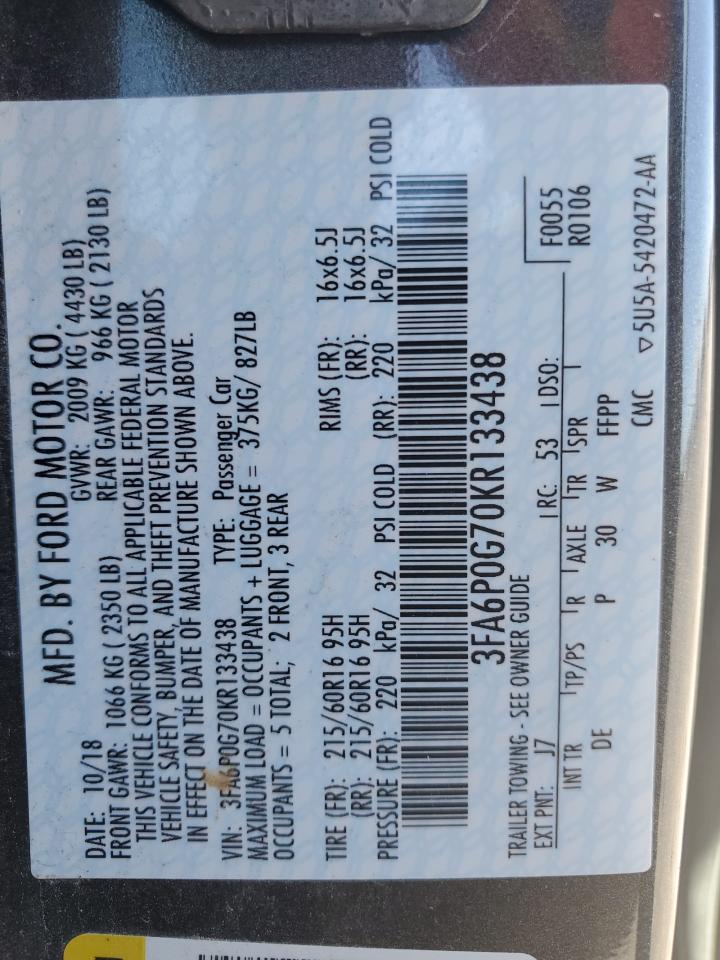 MFD. BY FORD MOTOR CO.
DATE: 10/18 GVWR: 2009 KG ( 4430 LB)
FRONT GAWR: 1066 KG ( 2350 LB) REAR GAWR: 966 KG ( 2130 LB)
THIS VEHICLE CONFORMS TO ALL APPLICABLE FEDERAL MOTOR
VEHICLE SAFETY, BUMPER, AND THEFT PREVENTION STANDARDS
IN EFFECT ON THE DATE OF MANUFACTURE SHOWN ABOVE.
VIN: 3FA6P0G70KR133438 TYPE: Passenger Car
MAXIMUM LOAD = OCCUPANTS + LUGGAGE = 375KG/ 827LB
OCCUPANTS = 5 TOTAL; 2 FRONT, 3 REAR
TIRE (FR): 215/60R16 95H RIMS (FR): 16x6.5J
(RR): 215/60R16 95H (RR): 16x6.5J
PRESSURE (FR): 220 kPa/ 32 PSI COLD (RR): 220 kPa/ 32 PSI COLD
3FA6P0G70KR133438
F0055
TRAILER TOWING - SEE OWNER GUIDE R0106
EXT PNT: J7 RC: 53 DSO:
INT TR TP/PS R AXLE TR SPR
DE P 30 W FFPP
CMC ▽5U5A-5420472-AA